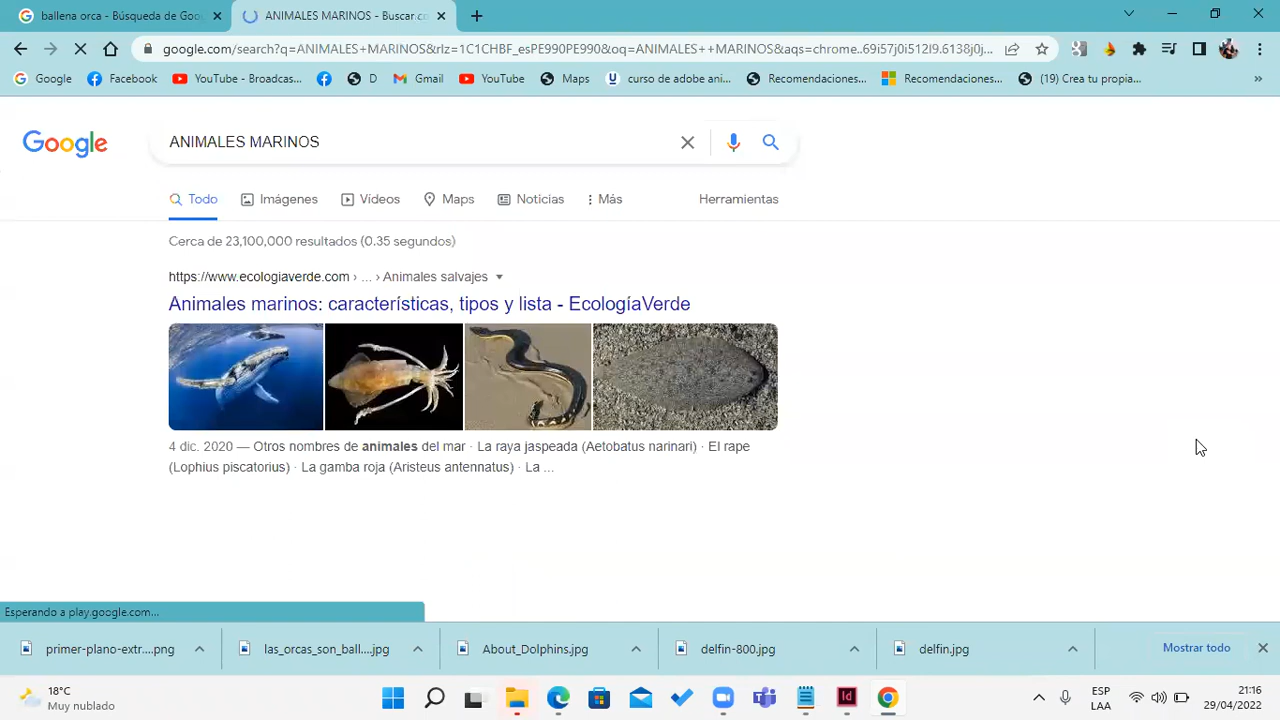 ballena orca - Búsqueda de Goo
ANIMALES MARINOS - Buscar co
google.com/search?q=ANIMALES+MARINOS&rlz=1C1CHBF_esPE990PE990&oq=ANIMALES++MARINOS&aqs=chrome..69i57j0i512l9.6138j0j...
Google
Facebook
YouTube - Broadcas...
D
Gmail
YouTube
Maps
curso de adobe ani...
Recomendaciones...
Recomendaciones...
(19) Crea tu propia...
»
Google
ANIMALES MARINOS
Todo
Imágenes
Videos
Maps
Noticias
Más
Herramientas
Cerca de 23,100,000 resultados (0.35 segundos)
https://www.ecologiaverde.com › ... › Animales salvajes
Animales marinos: características, tipos y lista - EcologíaVerde
4 dic. 2020 — Otros nombres de animales del mar · La raya jaspeada (Aetobatus narinari) · El rape
(Lophius piscatorius) · La gamba roja (Aristeus antennatus) · La ...
Esperando a play.google.com...
primer-plano-extr....png
las_orcas_son_ball....jpg
About_Dolphins.jpg
delfin-800.jpg
delfin.jpg
Mostrar todo
18°C
Muy nublado
ESP
LAA
21:16
29/04/2022